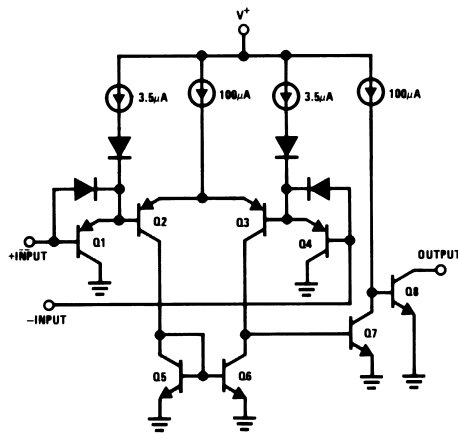 V+
3.5μA
100μA
3.5μA
100μA
Q1
Q2
Q3
Q4
+INPUT
-INPUT
OUTPUT
Q8
Q7
Q5
Q6